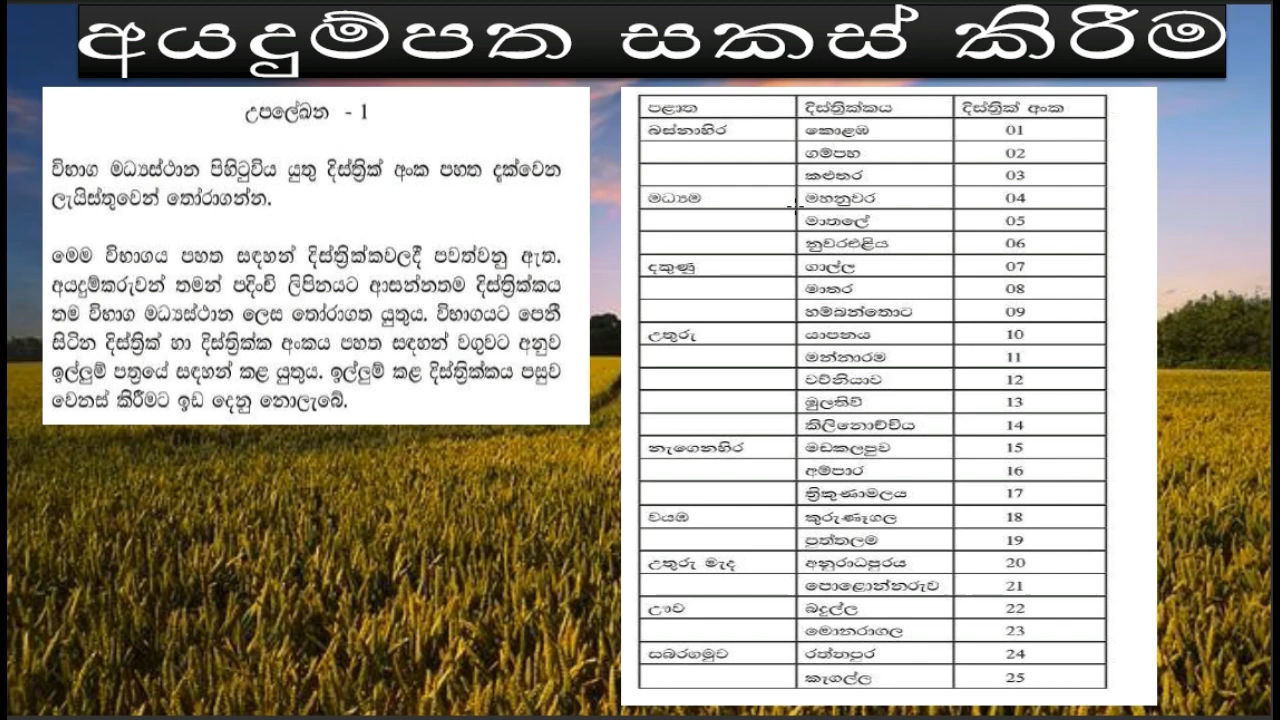 අයදුම්පත සකස් කිරීම
උපලේඛන - 1
විභාග මධ්‍යස්ථාන පිහිටුවිය යුතු දිස්ත්‍රික් අංක පහත දැක්වෙන
ලැයිස්තුවෙන් තෝරාගන්න.
මෙම විභාගය පහත සඳහන් දිස්ත්‍රික්කවලදී පවත්වනු ඇත.
අයදුම්කරුවන් තමන් පදිංචි ලිපිනයට ආසන්නතම දිස්ත්‍රික්කය
තම විභාග මධ්‍යස්ථාන ලෙස තෝරාගත යුතුය. විභාගයට පෙනී
සිටින දිස්ත්‍රික් හා දිස්ත්‍රික්ක අංකය පහත සඳහන් වගුවට අනුව
ඉල්ලුම් පත්‍රයේ සඳහන් කළ යුතුය. ඉල්ලුම් කළ දිස්ත්‍රික්කය පසුව
වෙනස් කිරීමට ඉඩ දෙනු නොලැබේ.
පළාත දිස්ත්‍රික්කය දිස්ත්‍රික් අංක
බස්නාහිර කොළඹ 01
ගම්පහ 02
කළුතර 03
මධ්‍යම මහනුවර 04
මාතලේ 05
නුවරඑළිය 06
දකුණු ගාල්ල 07
මාතර 08
හම්බන්තොට 09
උතුරු යාපනය 10
මන්නාරම 11
වව්නියාව 12
මුලතිව් 13
කිලිනොච්චිය 14
නැගෙනහිර මඩකලපුව 15
අම්පාර 16
ත්‍රිකුණාමලය 17
වයඹ කුරුණෑගල 18
පුත්තලම 19
උතුරු මැද අනුරාධපුරය 20
පොළොන්නරුව 21
ඌව බදුල්ල 22
මොනරාගල 23
සබරගමුව රත්නපුර 24
කෑගල්ල 25